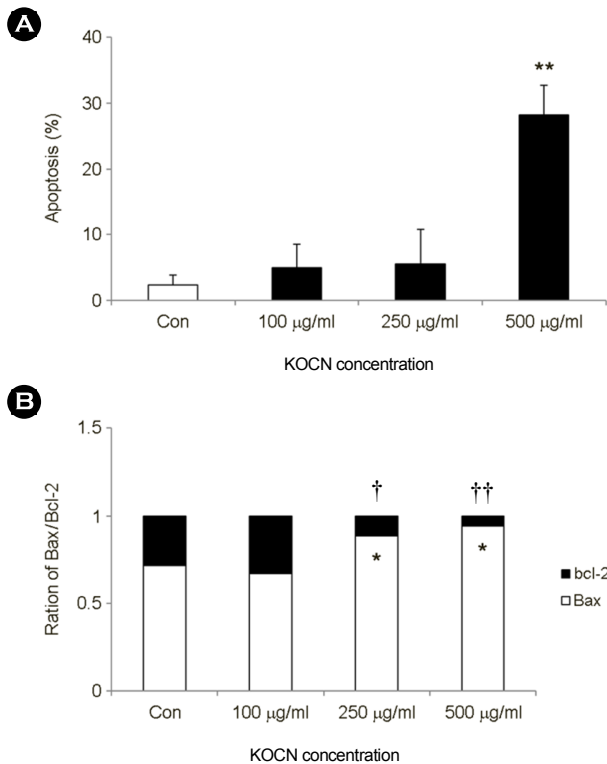 A
40
30
20
10
0
Apoptosis (%)
**
Con 100 μg/ml 250 μg/ml 500 μg/ml
KOCN concentration
B
1.5
1
0.5
0
Ration of Bax/Bcl-2
† ††
* *
bcl-2
Bax
Con 100 μg/ml 250 μg/ml 500 μg/ml
KOCN concentration